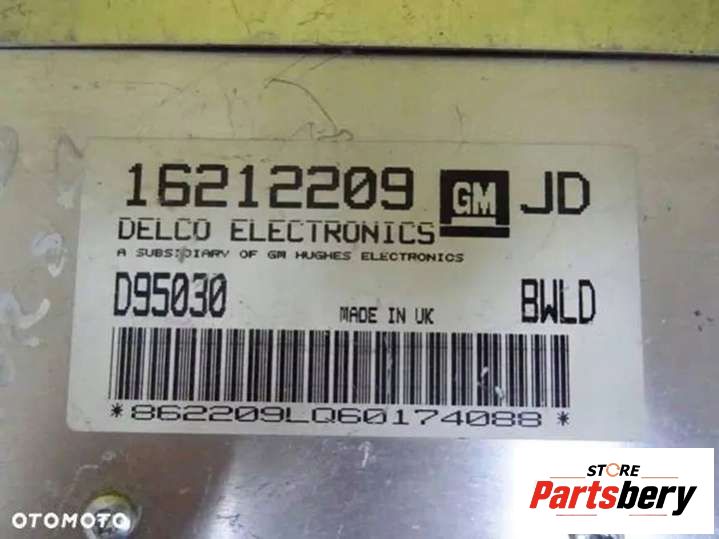 16212209 GM JD
DELCO ELECTRONICS
A SUBSIDIARY OF GM HUGHES ELECTRONICS
D95030 MADE IN UK BWLD
*862209LQ60174088*
STORE
Partsbery
OTOMOTO